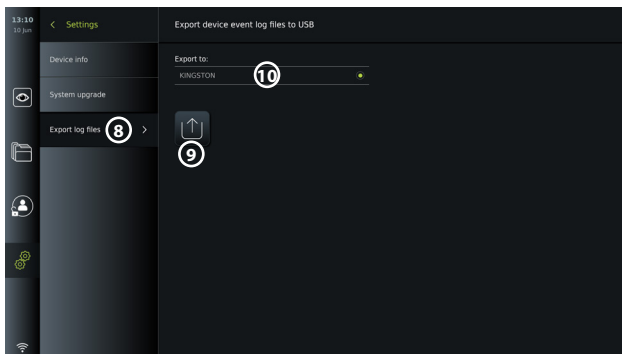 13:10
10 Jun
Settings
Export device event log files to USB
Device info
Export to:
KINGSTON
10
System upgrade
Export log files
8
9